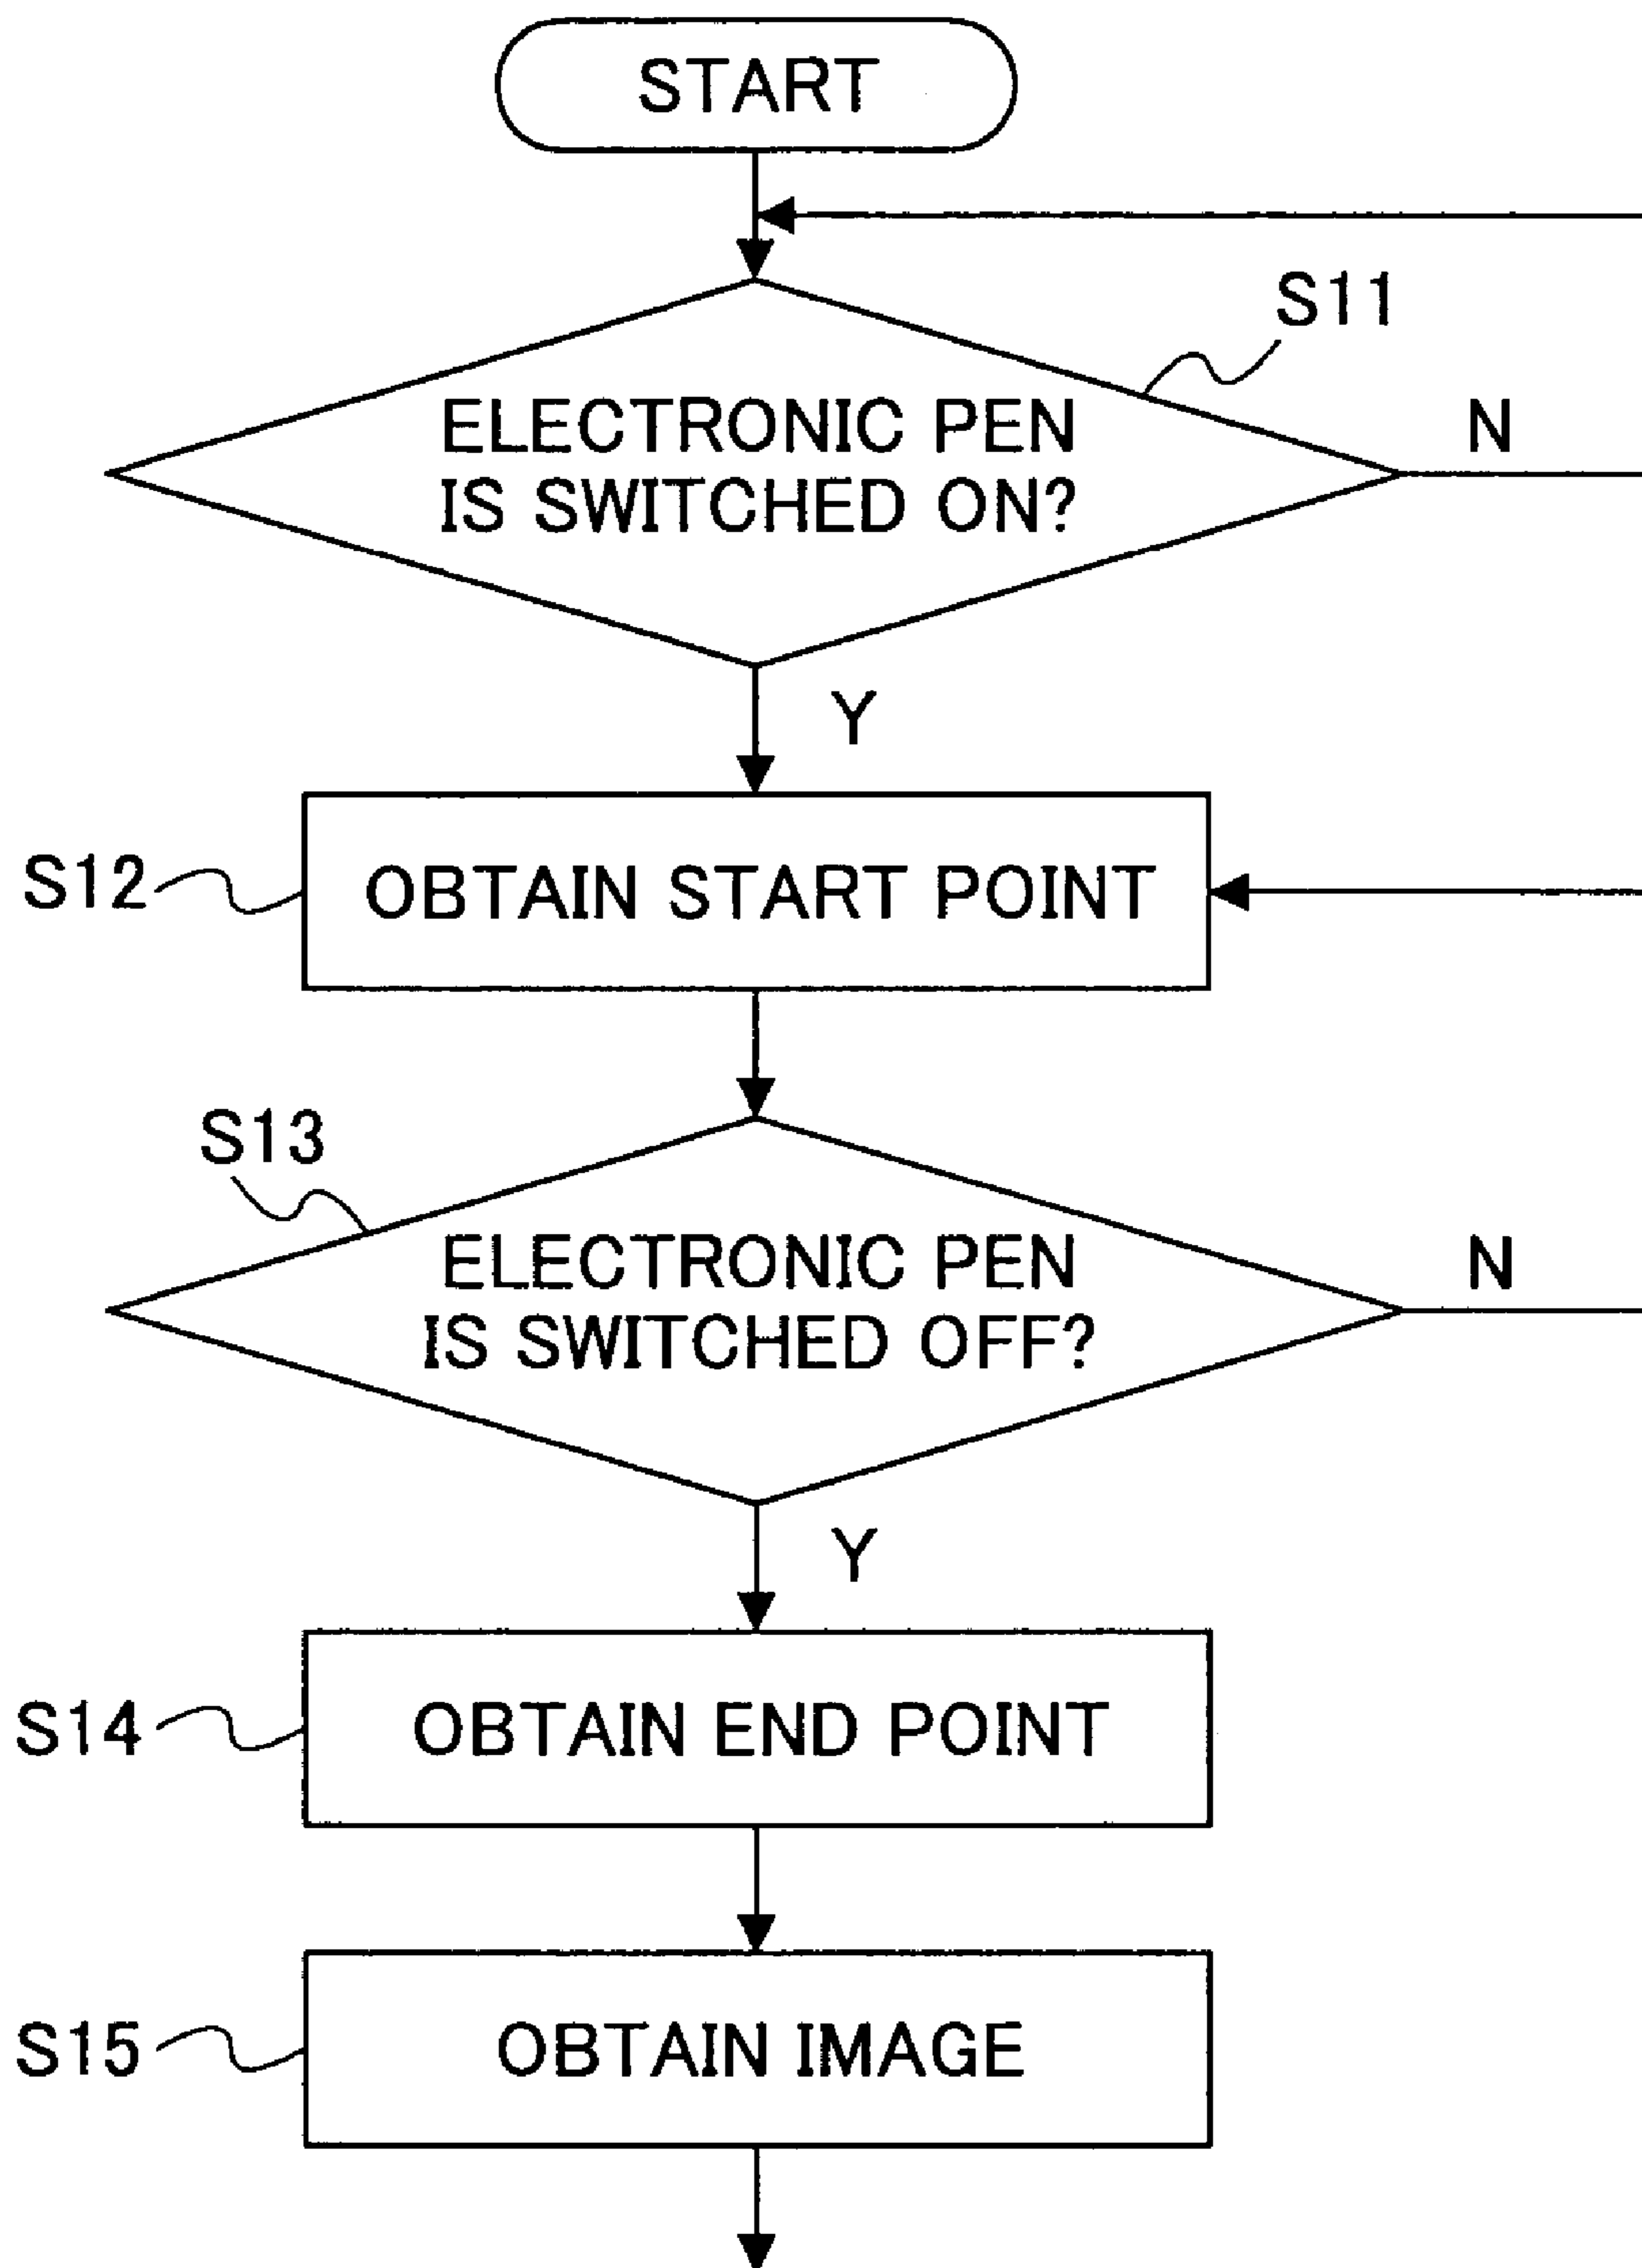 START
S11
ELECTRONIC PEN
IS SWITCHED ON?
N
Y
S12
OBTAIN START POINT
S13
ELECTRONIC PEN
IS SWITCHED OFF?
N
Y
S14
OBTAIN END POINT
S15
OBTAIN IMAGE